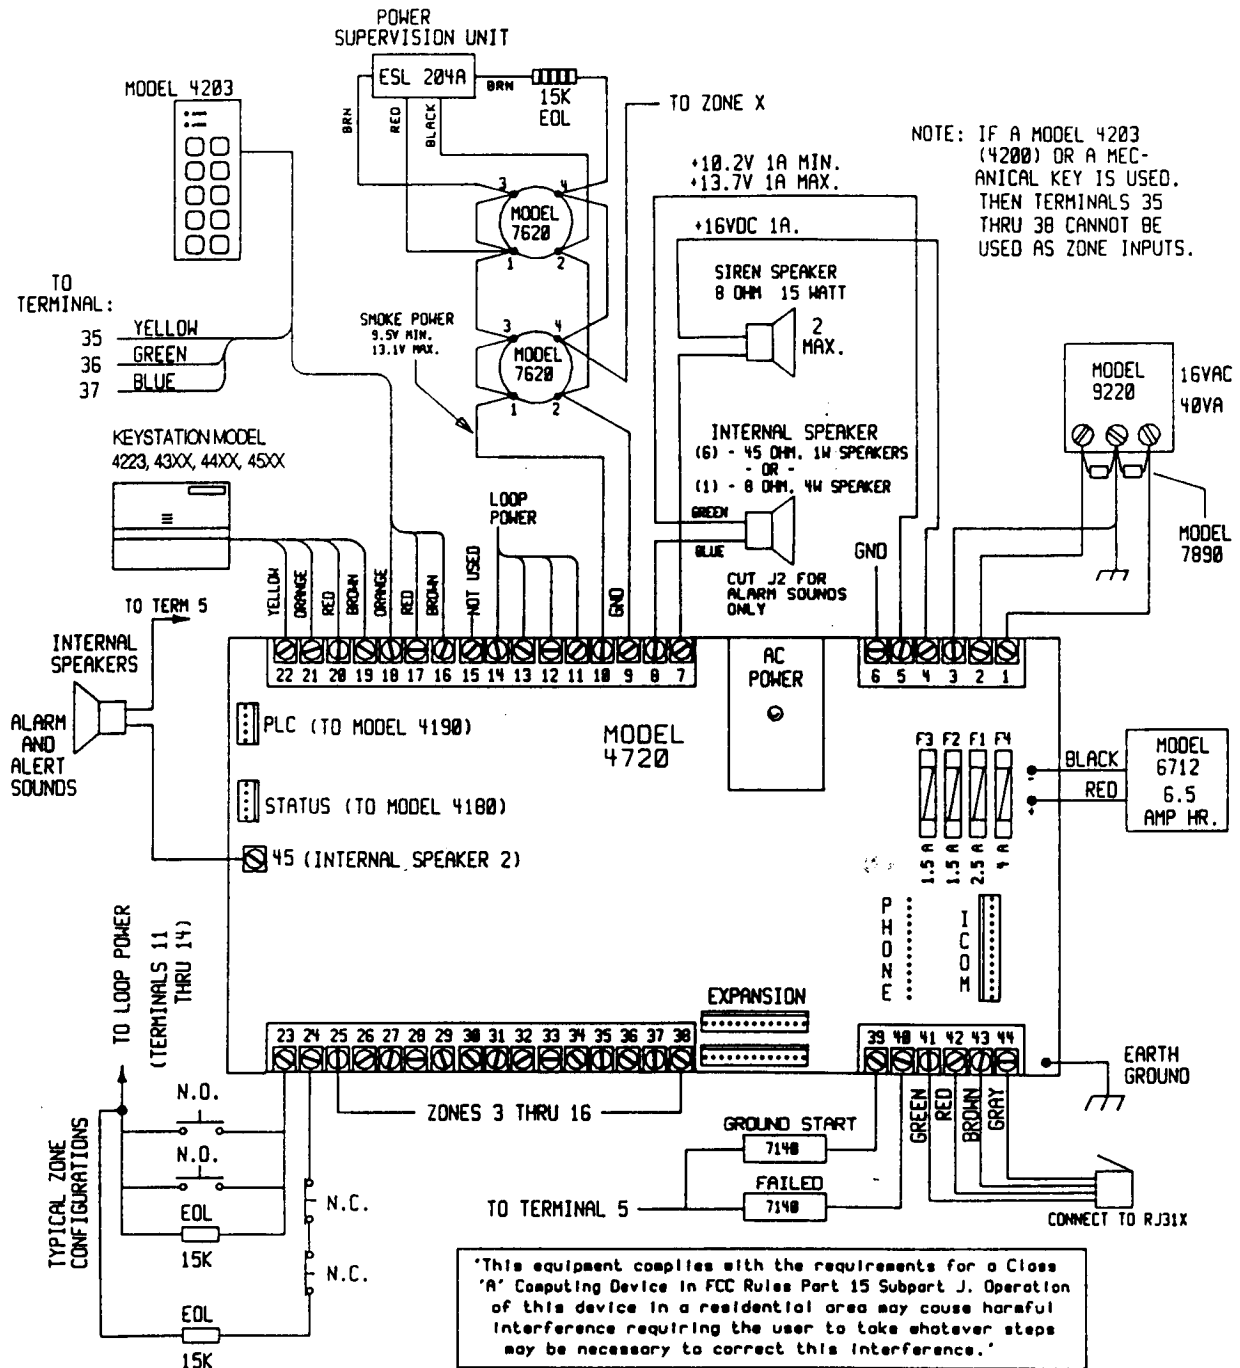 POWER
SUPERVISION UNIT
ESL 204A
BRN
15K
EOL
BRN
RED
BLACK
MODEL 4203
TO ZONE X
NOTE: IF A MODEL 4203
(4200) OR A MEC-
ANICAL KEY IS USED.
THEN TERMINALS 35
THRU 38 CANNOT BE
USED AS ZONE INPUTS.
+10.2V 1A MIN.
+13.7V 1A MAX.
+16VDC 1A.
3 4
MODEL
7620
1 2
SIREN SPEAKER
8 OHM 15 WATT
2
MAX.
TO
TERMINAL:
35 YELLOW
36 GREEN
37 BLUE
SMOKE POWER
9.5V MIN.
13.1V MAX.
3 4
MODEL
7620
1 2
MODEL
9220
16VAC
40VA
KEYSTATION MODEL
4223, 43XX, 44XX, 45XX
INTERNAL SPEAKER
(6) - 45 OHM, 1W SPEAKERS
- OR -
(1) - 8 OHM, 4W SPEAKER
GREEN
BLUE
LOOP
POWER
MODEL
7890
GND
CUT J2 FOR
ALARM SOUNDS
ONLY
YELLOW
ORANGE
RED
BROWN
ORANGE
RED
BROWN
NOT USED
GND
TO TERM 5
INTERNAL
SPEAKERS
22 21 20 19 18 17 16 15 14 13 12 11 10 9 8 7
AC
POWER
6 5 4 3 2 1
ALARM
AND
ALERT
SOUNDS
PLC (TO MODEL 4190)
MODEL
4720
STATUS (TO MODEL 4180)
F3 F2 F1 F4
1.5 A
1.5 A
2.5 A
4 A
BLACK
-
RED
+
MODEL
6712
6.5
AMP HR.
45 (INTERNAL SPEAKER 2)
PHONE
ICOM
TO LOOP POWER
(TERMINALS 11
THRU 14)
EXPANSION
23 24 25 26 27 28 29 30 31 32 33 34 35 36 37 38
39 40 41 42 43 44
EARTH
GROUND
N.O.
N.O.
ZONES 3 THRU 16
GREEN
RED
BROWN
GRAY
GROUND START
7140
FAILED
7140
TO TERMINAL 5
CONNECT TO RJ31X
TYPICAL ZONE
CONFIGURATIONS
N.C.
N.C.
EOL
15K
EOL
15K
"This equipment complies with the requirements for a Class
'A' Computing Device in FCC Rules Part 15 Subpart J. Operation
of this device in a residential area may cause harmful
interference requiring the user to take whatever steps
may be necessary to correct this interference."